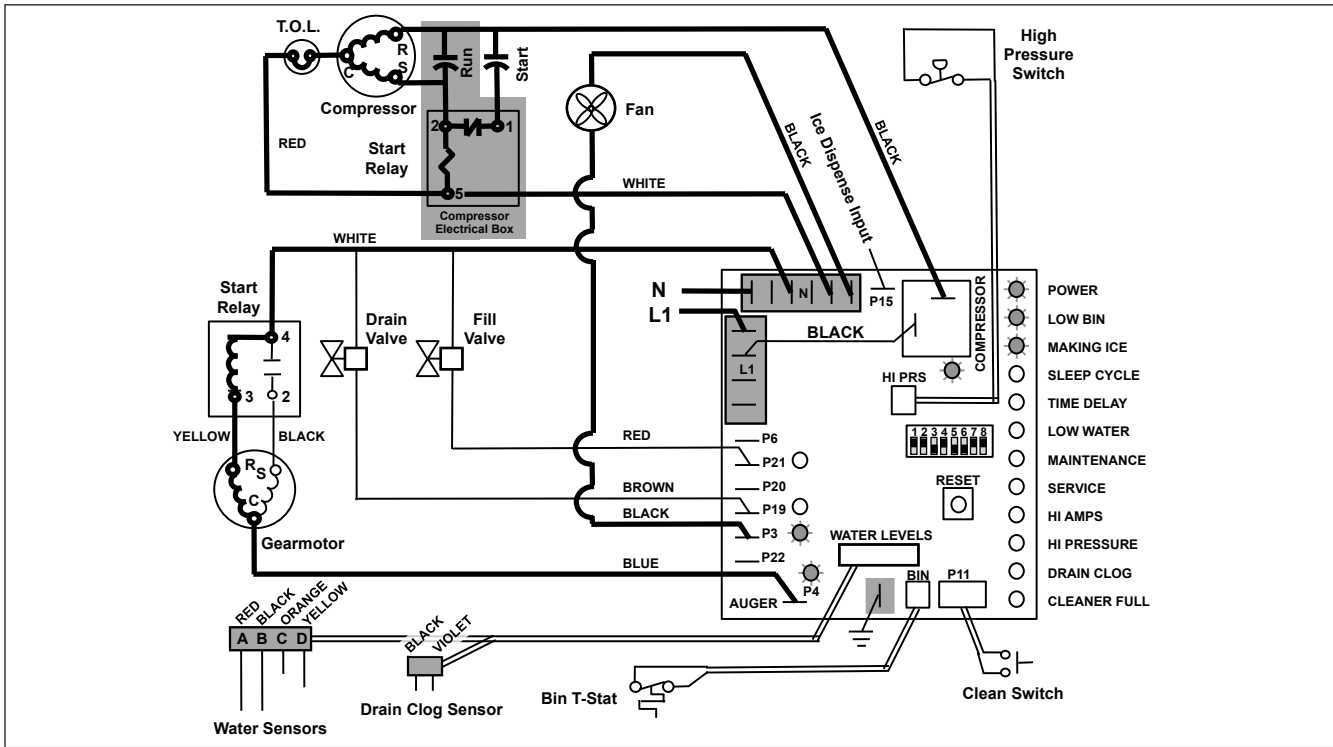 T.O.L.
R
S
C
Compressor
Run
Start
RED
Start
Relay
2
1
5
Compressor
Electrical Box
Fan
BLACK
Ice Dispense Input
BLACK
High
Pressure
Switch
WHITE
WHITE
Start
Relay
4
3
2
YELLOW
BLACK
R
S
C
Gearmotor
Drain
Valve
Fill
Valve
N
L1
N
P15
BLACK
L1
COMPRESSOR
HI PRS
1 2 3 4 5 6 7 8
RESET
RED
P6
P21
BROWN
P20
P19
BLACK
P3
P22
BLUE
P4
AUGER
WATER LEVELS
BIN
P11
POWER
LOW BIN
MAKING ICE
SLEEP CYCLE
TIME DELAY
LOW WATER
MAINTENANCE
SERVICE
HI AMPS
HI PRESSURE
DRAIN CLOG
CLEANER FULL
RED
BLACK
ORANGE
YELLOW
A B C D
Water Sensors
BLACK
VIOLET
Drain Clog Sensor
Bin T-Stat
Clean Switch